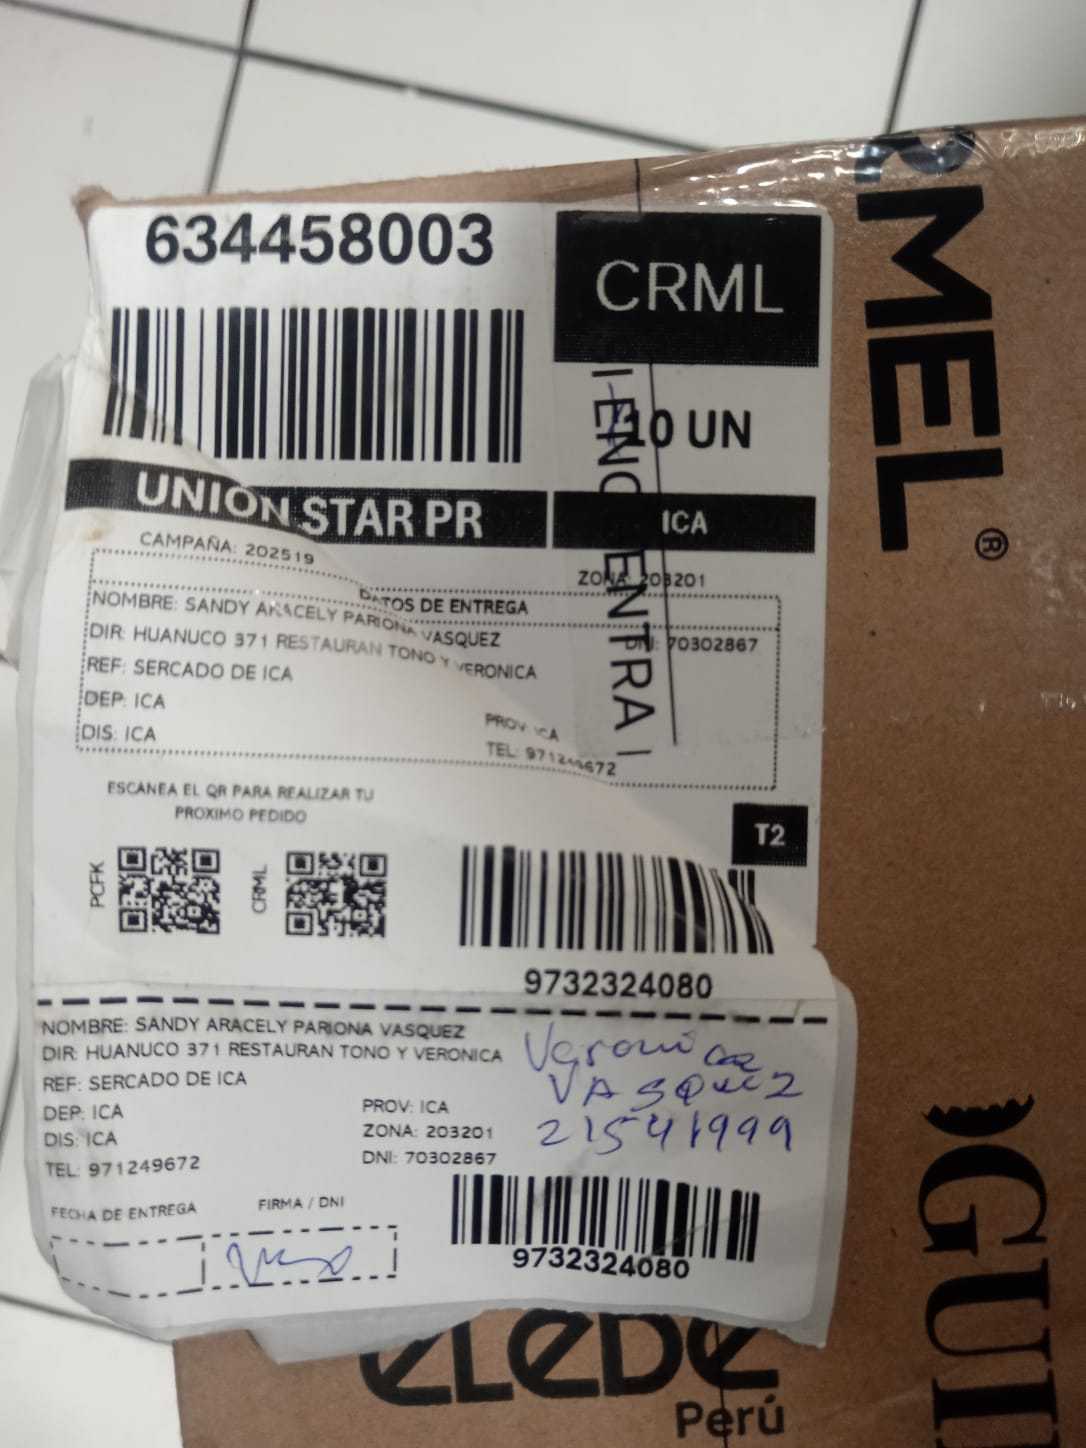 634458003
CRML
10 UN
UNION STAR PR
ICA
CAMPAÑA: 202519
ZONA: 203201
DATOS DE ENTREGA
NOMBRE: SANDY ARACELY PARIONA VASQUEZ
DNI: 70302867
DIR: HUANUCO 371 RESTAURAN TONO Y VERONICA
REF: SERCADO DE ICA
DEP: ICA
PROV: ICA
DIS: ICA
TEL: 971249672
ESCANEA EL QR PARA REALIZAR TU
PROXIMO PEDIDO
T2
PCFK
CRML
9732324080
NOMBRE: SANDY ARACELY PARIONA VASQUEZ
DIR: HUANUCO 371 RESTAURAN TONO Y VERONICA
REF: SERCADO DE ICA
DEP: ICA
PROV: ICA
DIS: ICA
ZONA: 203201
TEL: 971249672
DNI: 70302867
VASQUEZ
21541999
FECHA DE ENTREGA
FIRMA / DNI
9732324080
RMEL®
GUI
Perú